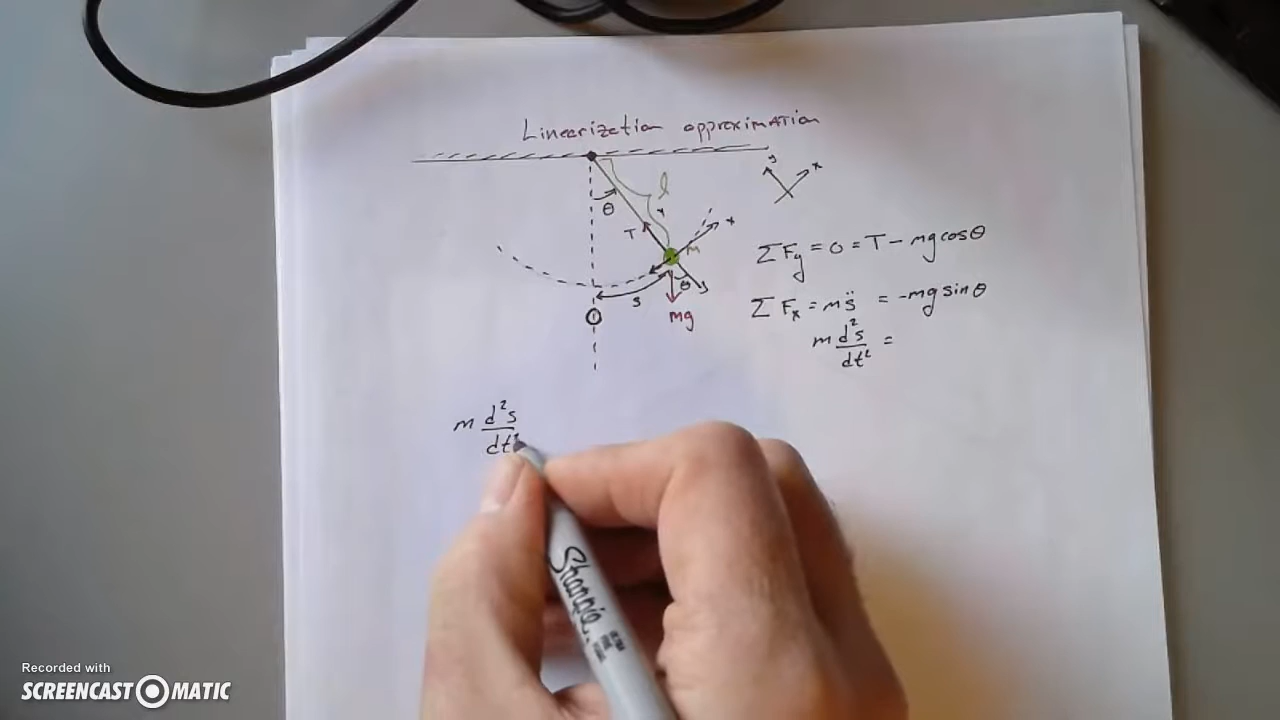 Linearization approximation
l
y
x
θ
T
x
m
θ
s
mg
O
ΣFy = 0 = T - mg cosθ
ΣFx = ms̈ = -mg sinθ
m d²s/dt² =
m d²s/dt²
Sharpie
Recorded with
SCREENCAST-O-MATIC